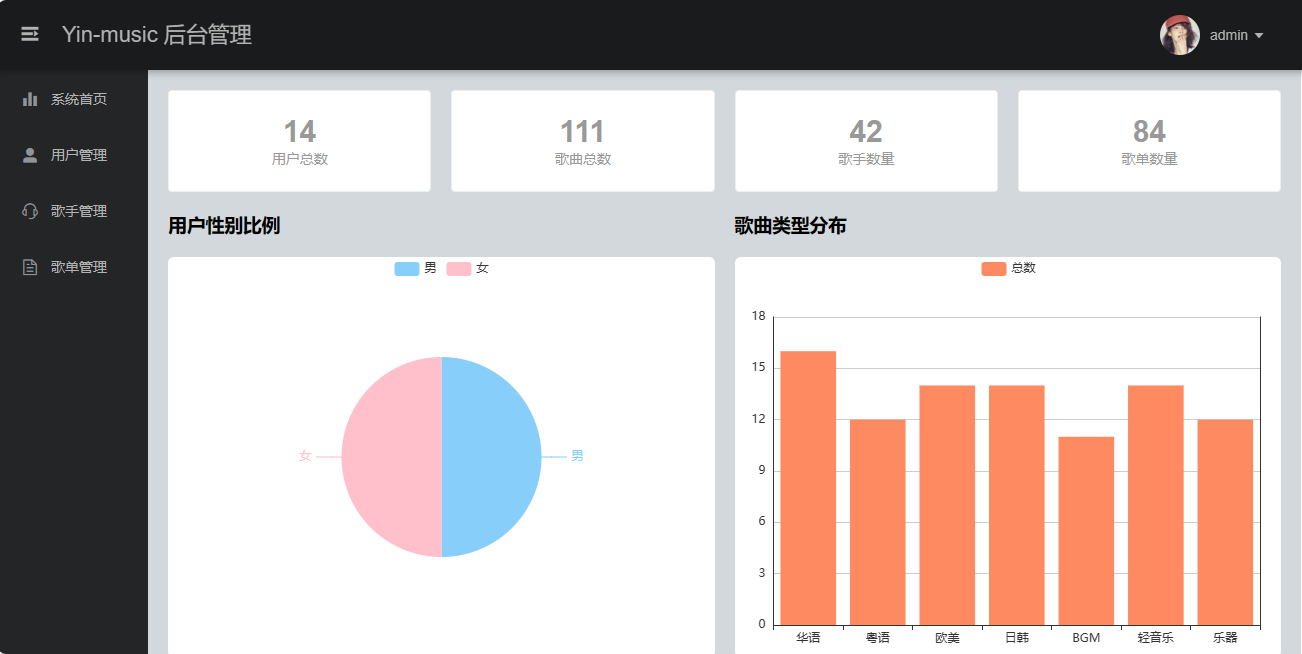 Yin-music 后台管理
admin
系统首页
用户管理
歌手管理
歌单管理
14
用户总数
111
歌曲总数
42
歌手数量
84
歌单数量
用户性别比例
男 女
女
男
歌曲类型分布
总数
18
15
12
9
6
3
0
华语 粤语 欧美 日韩 BGM 轻音乐 乐器